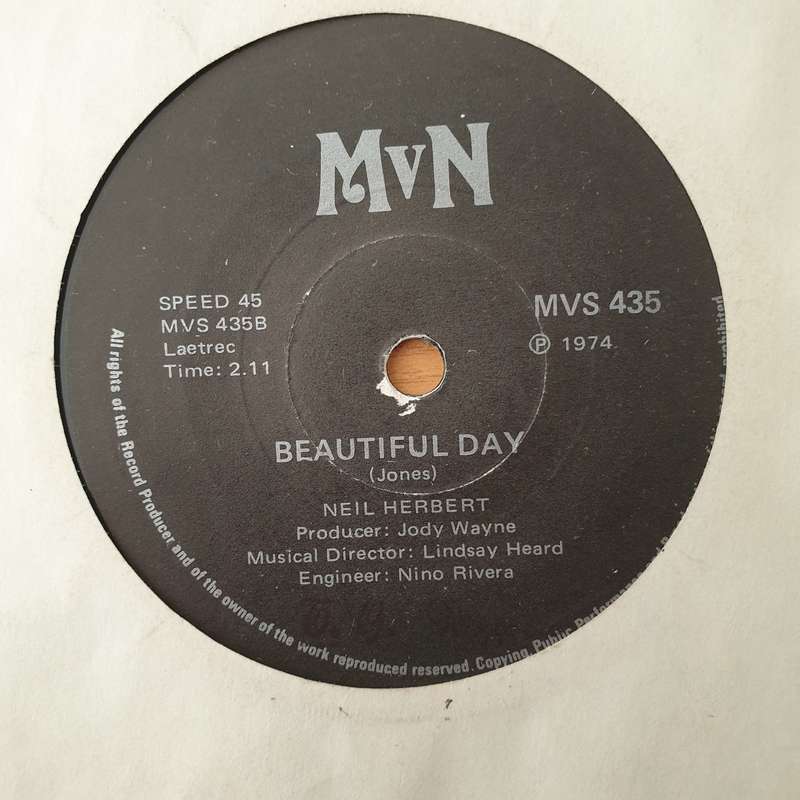 MVN
SPEED 45
MVS 435B
Laetrec
Time: 2.11
MVS 435
Ⓟ 1974
BEAUTIFUL DAY
(Jones)
NEIL HERBERT
Producer: Jody Wayne
Musical Director: Lindsay Heard
Engineer: Nino Rivera
All rights of the Record Producer and of the owner of the work reproduced reserved. Copying, Public Performance prohibited